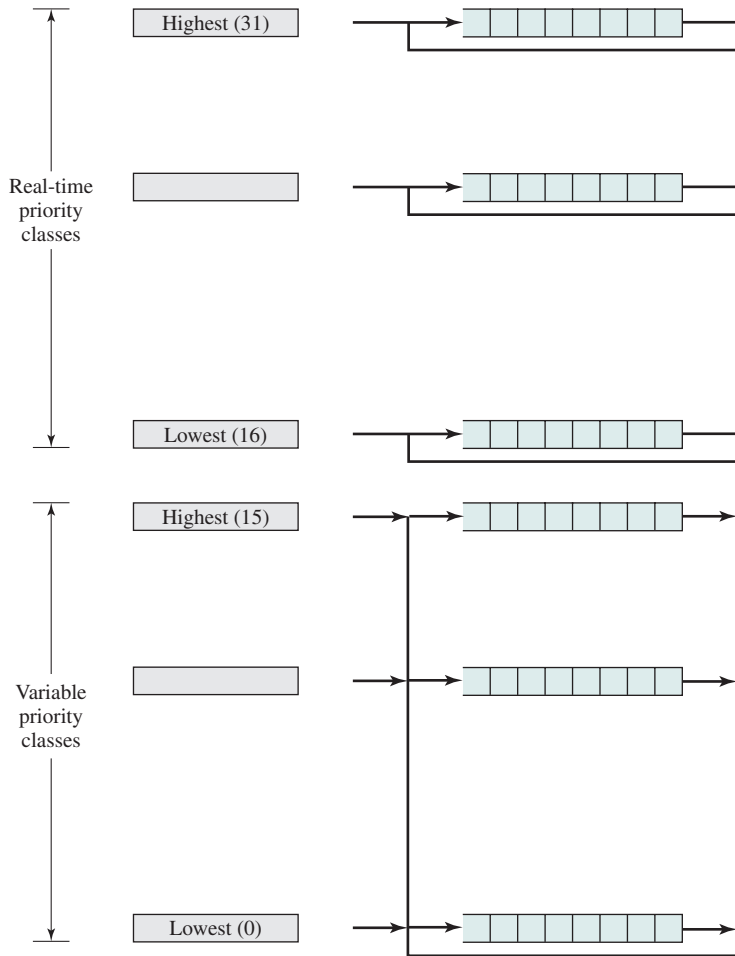 Highest (31)
Real-time
priority
classes
Lowest (16)
Highest (15)
Variable
priority
classes
Lowest (0)